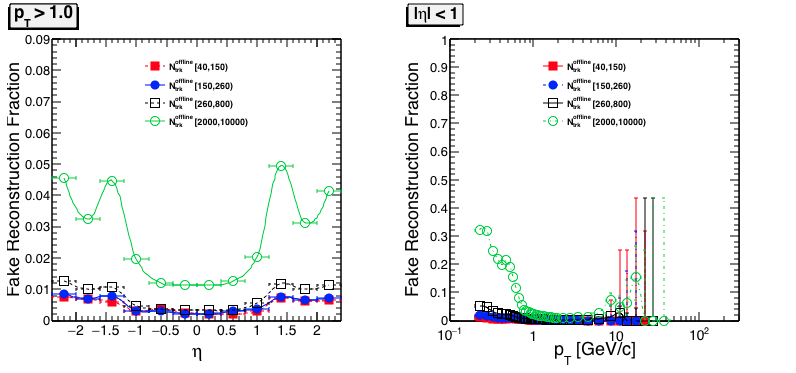 p_T > 1.0
Fake Reconstruction Fraction
0.09
0.08
0.07
0.06
0.05
0.04
0.03
0.02
0.01
0
N_trk^offline [40,150)
N_trk^offline [150,260)
N_trk^offline [260,800)
N_trk^offline [2000,10000)
−2 −1.5 −1 −0.5 0 0.5 1 1.5 2
η
|η| < 1
Fake Reconstruction Fraction
1
0.9
0.8
0.7
0.6
0.5
0.4
0.3
0.2
0.1
0
N_trk^offline [40,150)
N_trk^offline [150,260)
N_trk^offline [260,800)
N_trk^offline [2000,10000)
10^−1 1 10 10^2
p_T [GeV/c]